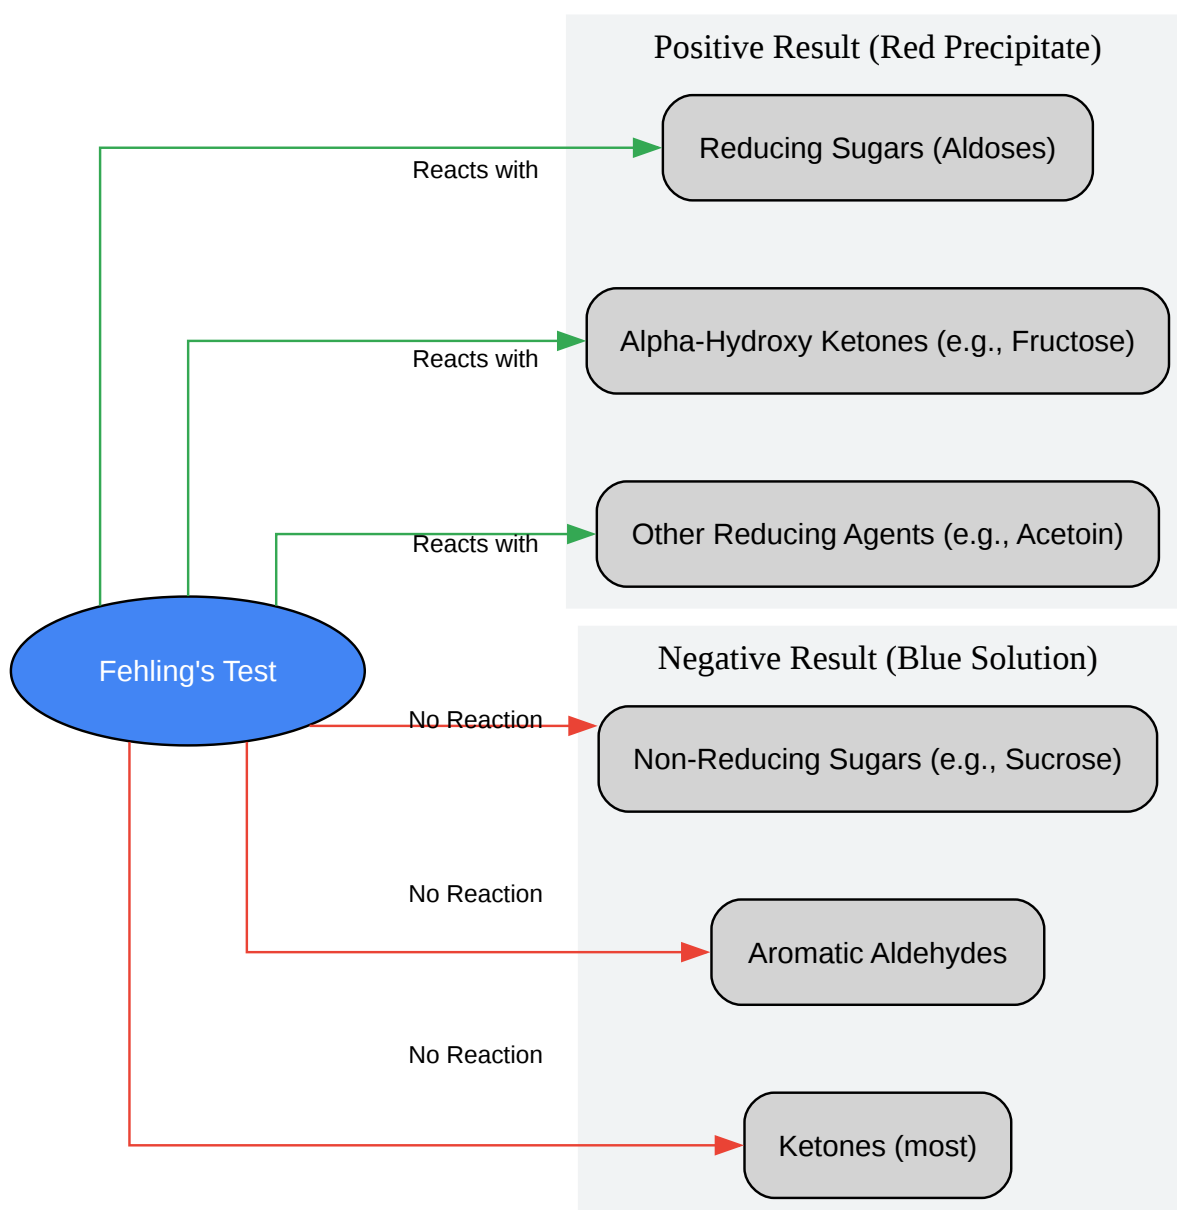 Positive Result (Red Precipitate)
Reducing Sugars (Aldoses)
Reacts with
Alpha-Hydroxy Ketones (e.g., Fructose)
Reacts with
Other Reducing Agents (e.g., Acetoin)
Reacts with
Fehling's Test
Negative Result (Blue Solution)
No Reaction
Non-Reducing Sugars (e.g., Sucrose)
No Reaction
Aromatic Aldehydes
No Reaction
Ketones (most)